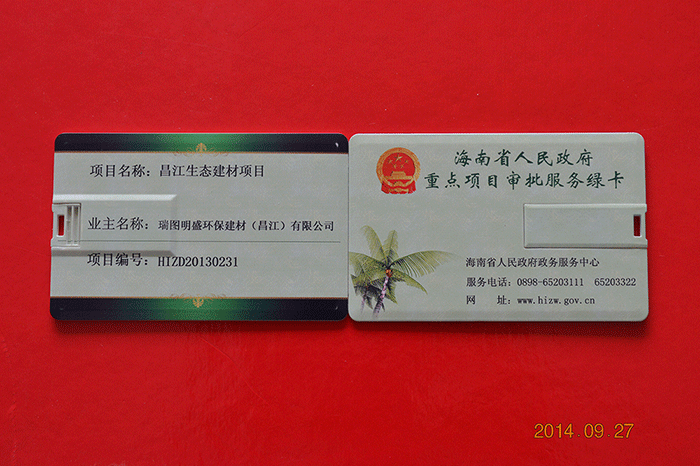 项目名称：昌江生态建材项目
业主名称：瑞图明盛环保建材（昌江）有限公司
项目编号：HIZD20130231
海南省人民政府
重点项目审批服务绿卡
海南省人民政府政务服务中心
服务电话：0898-65203111 65203322
网 址：www.hizw.gov.cn
2014.09.27